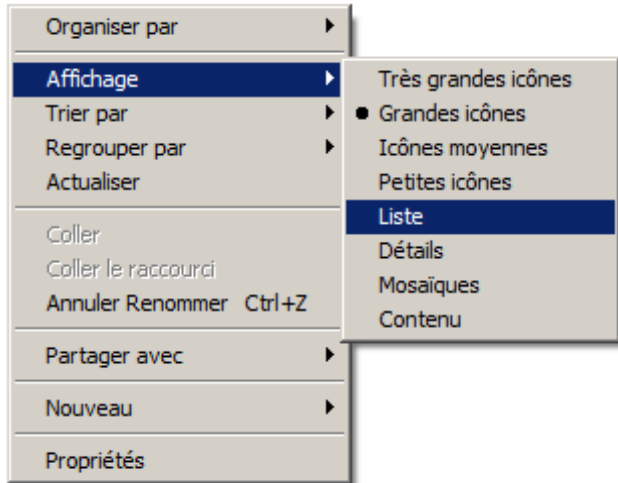 Organiser par
Affichage
Trier par
Regrouper par
Actualiser
Coller
Coller le raccourci
Annuler Renommer Ctrl+Z
Partager avec
Nouveau
Propriétés
Très grandes icônes
Grandes icônes
Icônes moyennes
Petites icônes
Liste
Détails
Mosaïques
Contenu